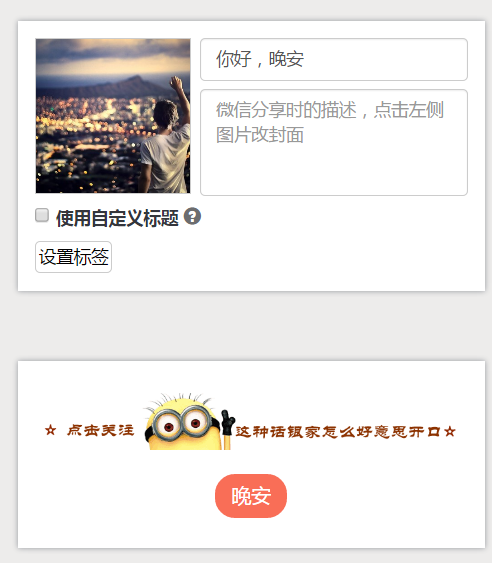 你好，晚安
微信分享时的描述，点击左侧
图片改封面
使用自定义标题 ?
设置标签
☆ 点击关注 这种话银家怎么好意思开口☆
晚安